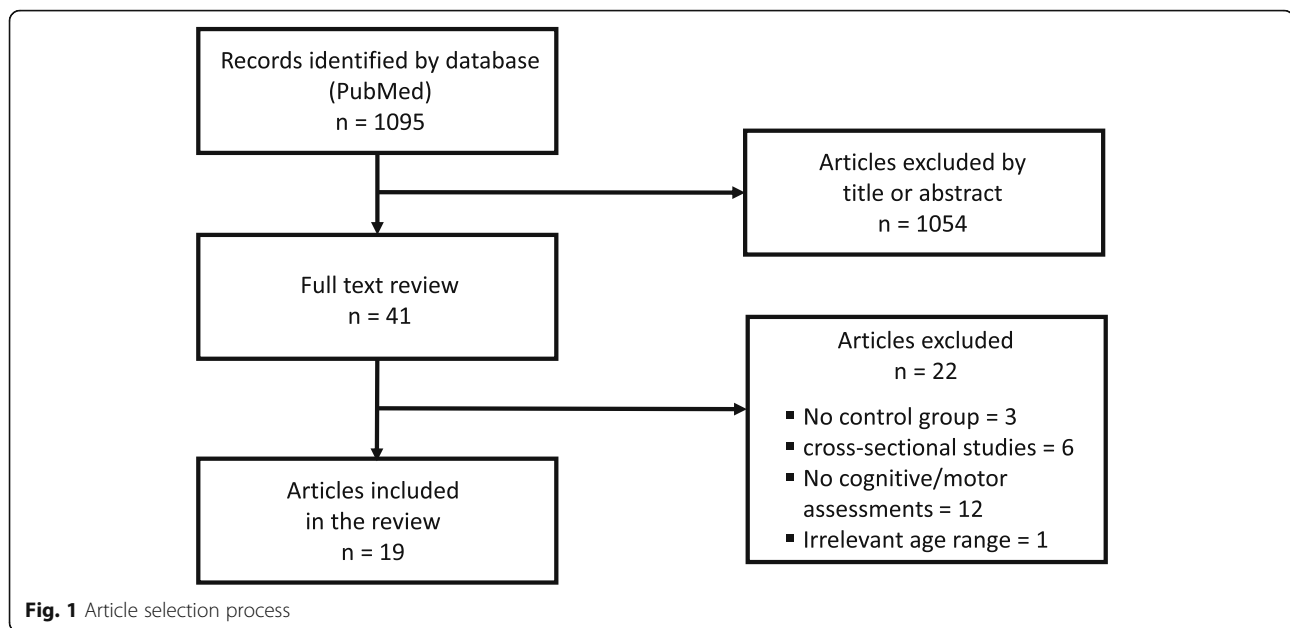 Records identified by database
(PubMed)
n = 1095
Articles excluded by
title or abstract
n = 1054
Full text review
n = 41
Articles excluded
n = 22
▪ No control group = 3
▪ cross-sectional studies = 6
▪ No cognitive/motor
assessments = 12
▪ Irrelevant age range = 1
Articles included
in the review
n = 19
Fig. 1 Article selection process